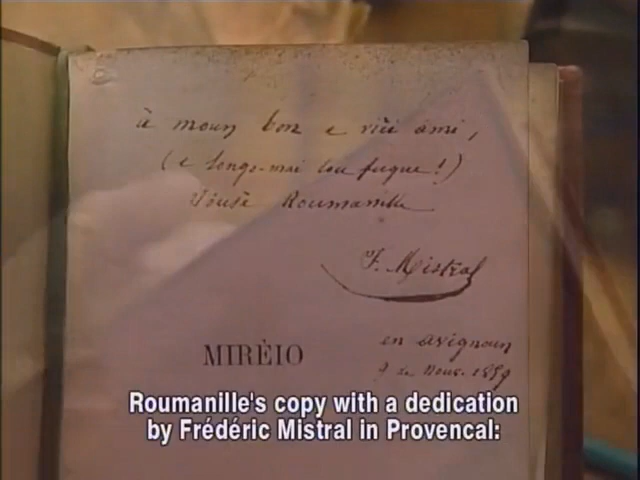 à moun bon e vièi ami,
(e longo-mai lou fugue!)
Jousè Roumanille
F. Mistral
en avignoun
MIRÈIO
9 de Nouv. 1859
Roumanille's copy with a dedication
by Frédéric Mistral in Provencal: